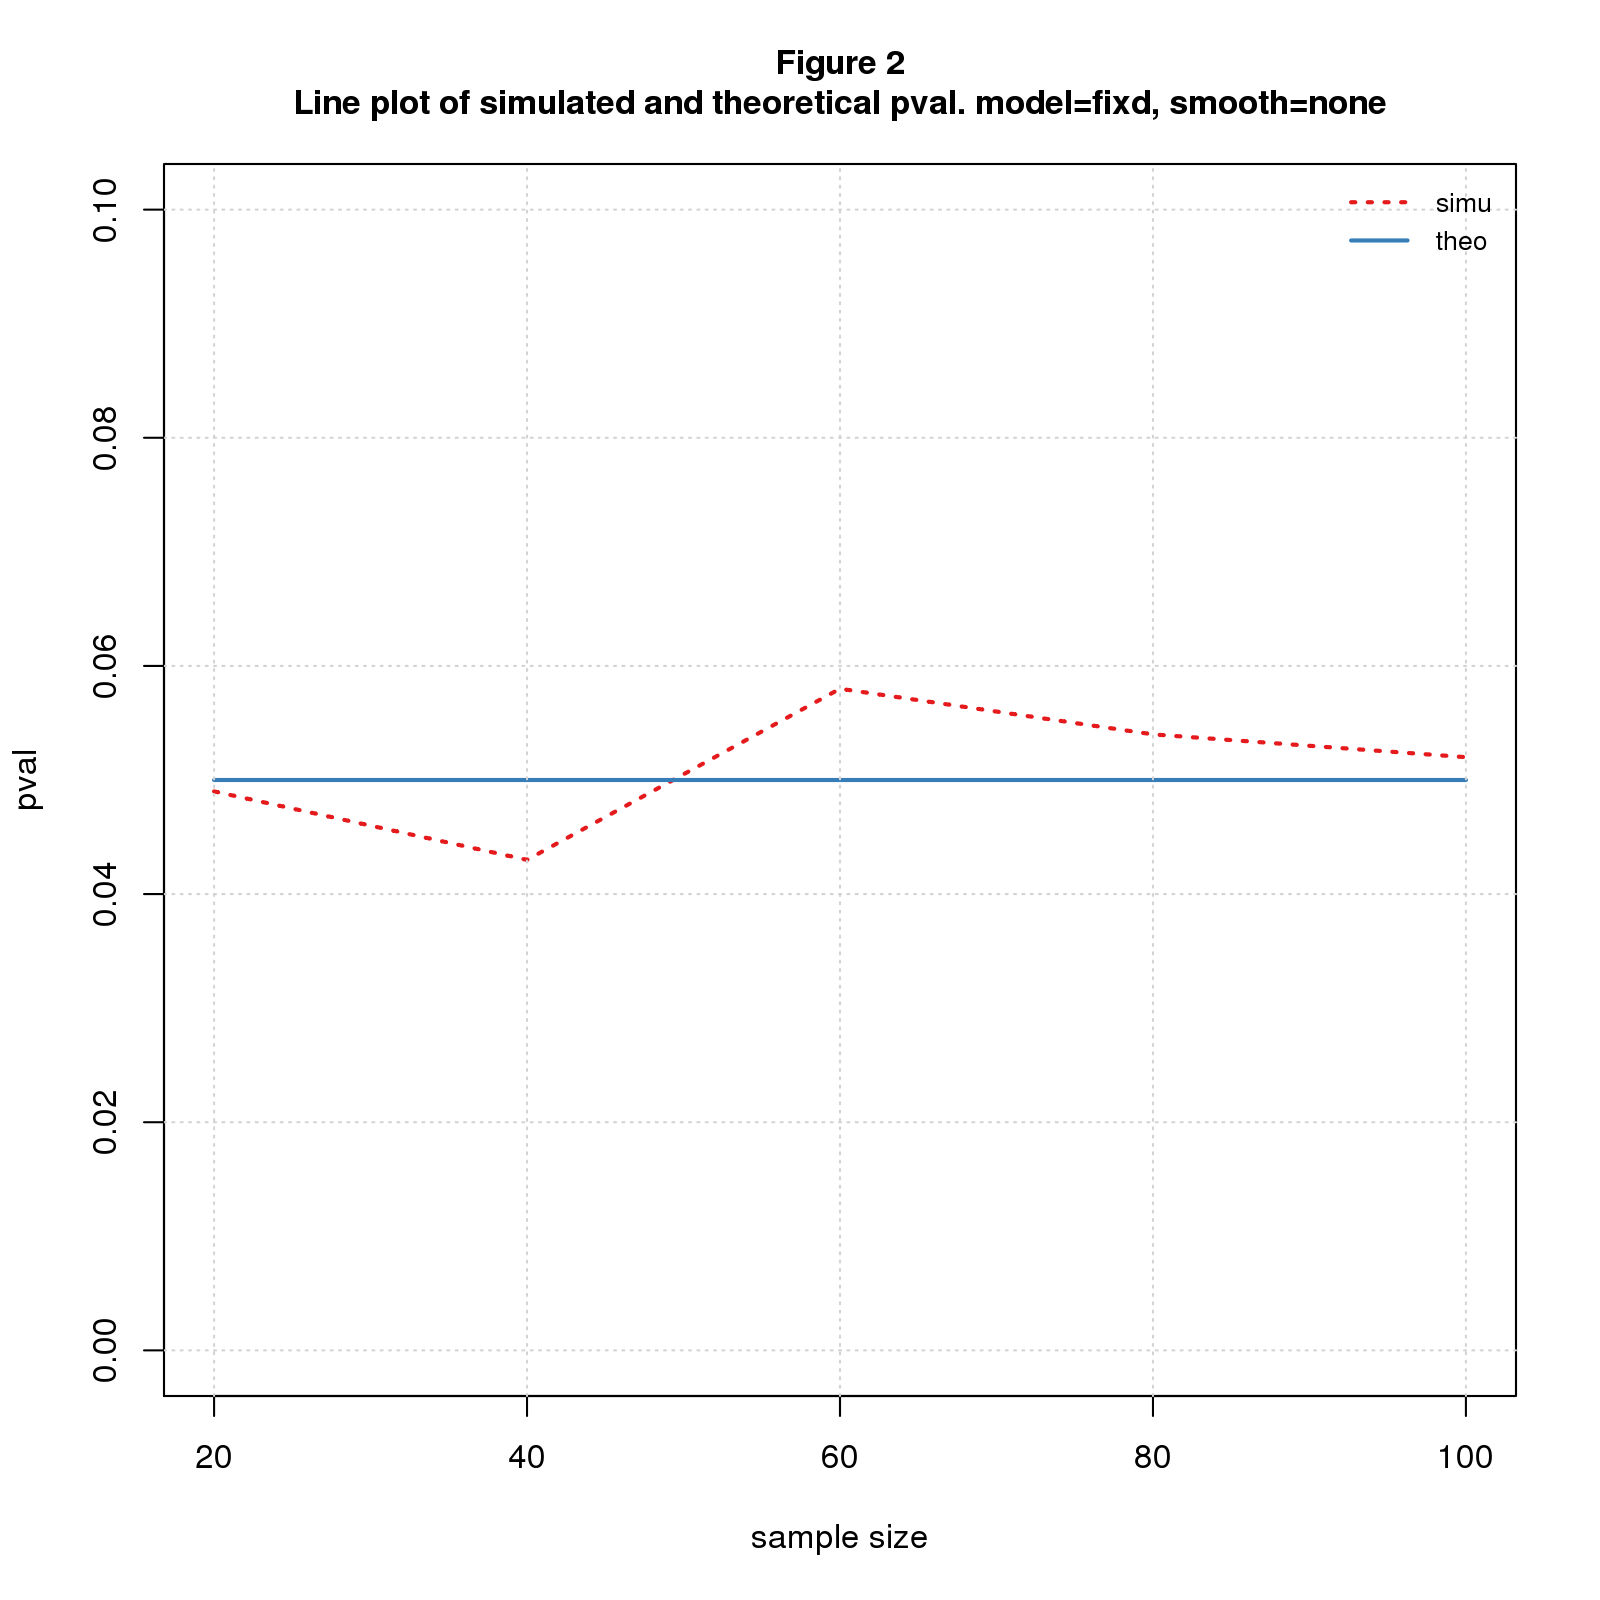 Figure 2
Line plot of simulated and theoretical pval. model=fixd, smooth=none
simu
theo
0.10
0.08
0.06
0.04
0.02
0.00
pval
20 40 60 80 100
sample size